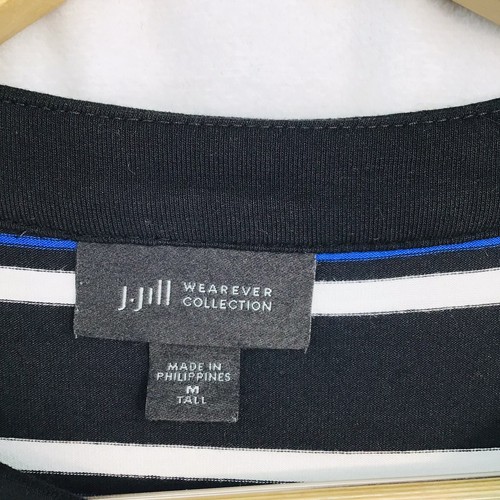 J.Jill WEAREVER
COLLECTION
MADE IN
PHILIPPINES
M
TALL